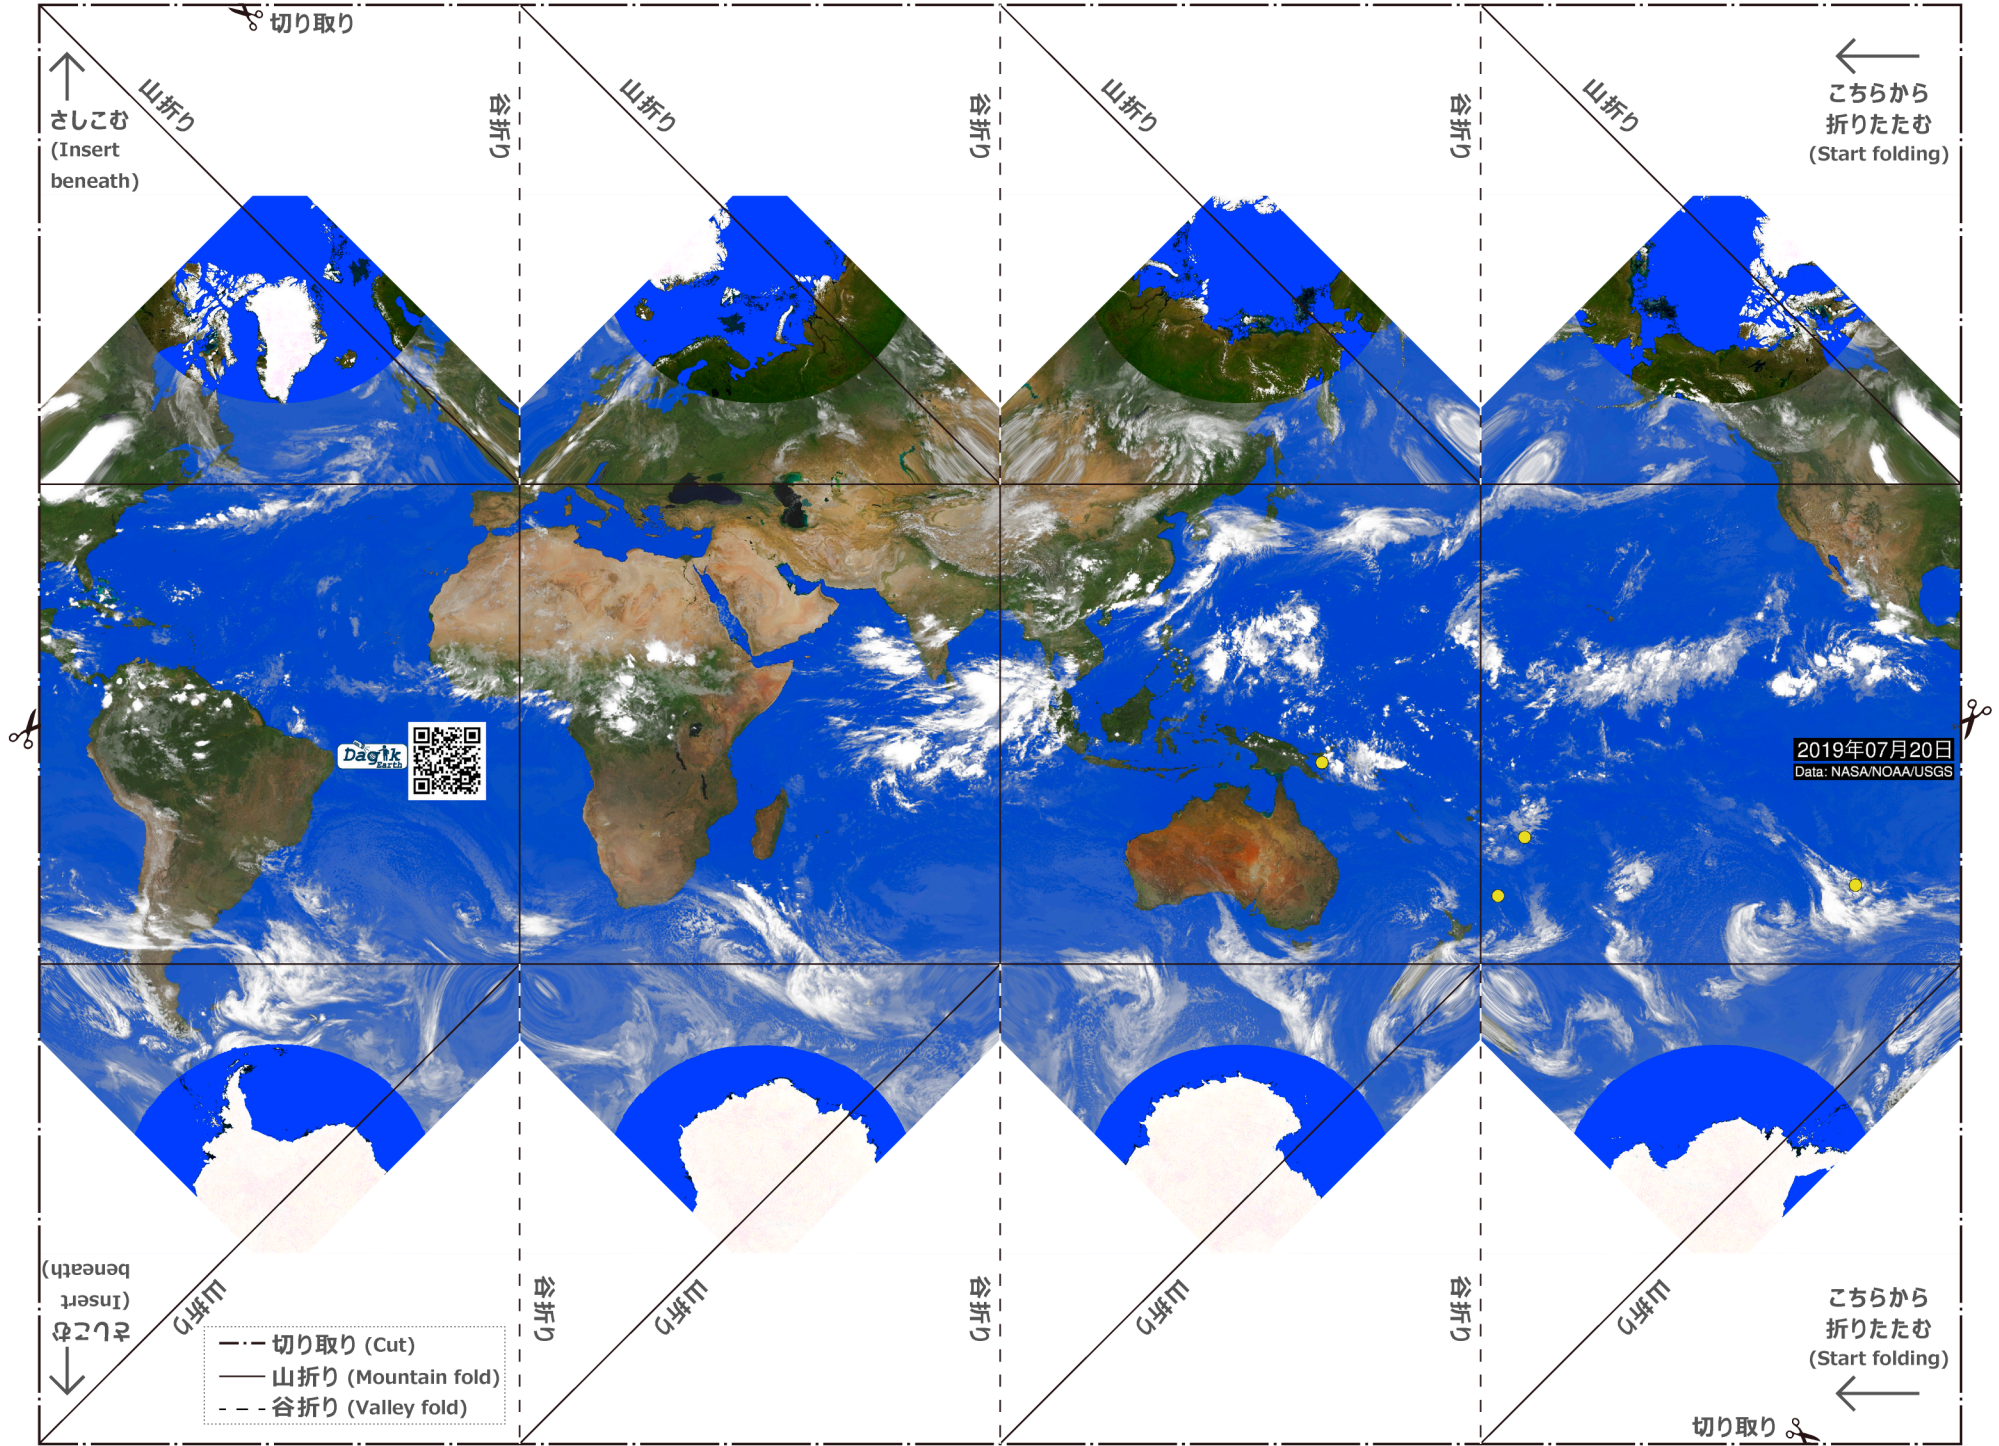 切り取り
山折り
山折り
山折り
山折り
さしこむ
(Insert
beneath)
谷折り
谷折り
谷折り
こちらから
折りたたむ
(Start folding)
Dagik
Earth
2019年07月20日
Data: NASA/NOAA/USGS
さしこむ
(Insert
beneath)
山折り
山折り
山折り
山折り
谷折り
谷折り
谷折り
こちらから
折りたたむ
(Start folding)
切り取り (Cut)
山折り (Mountain fold)
谷折り (Valley fold)
切り取り